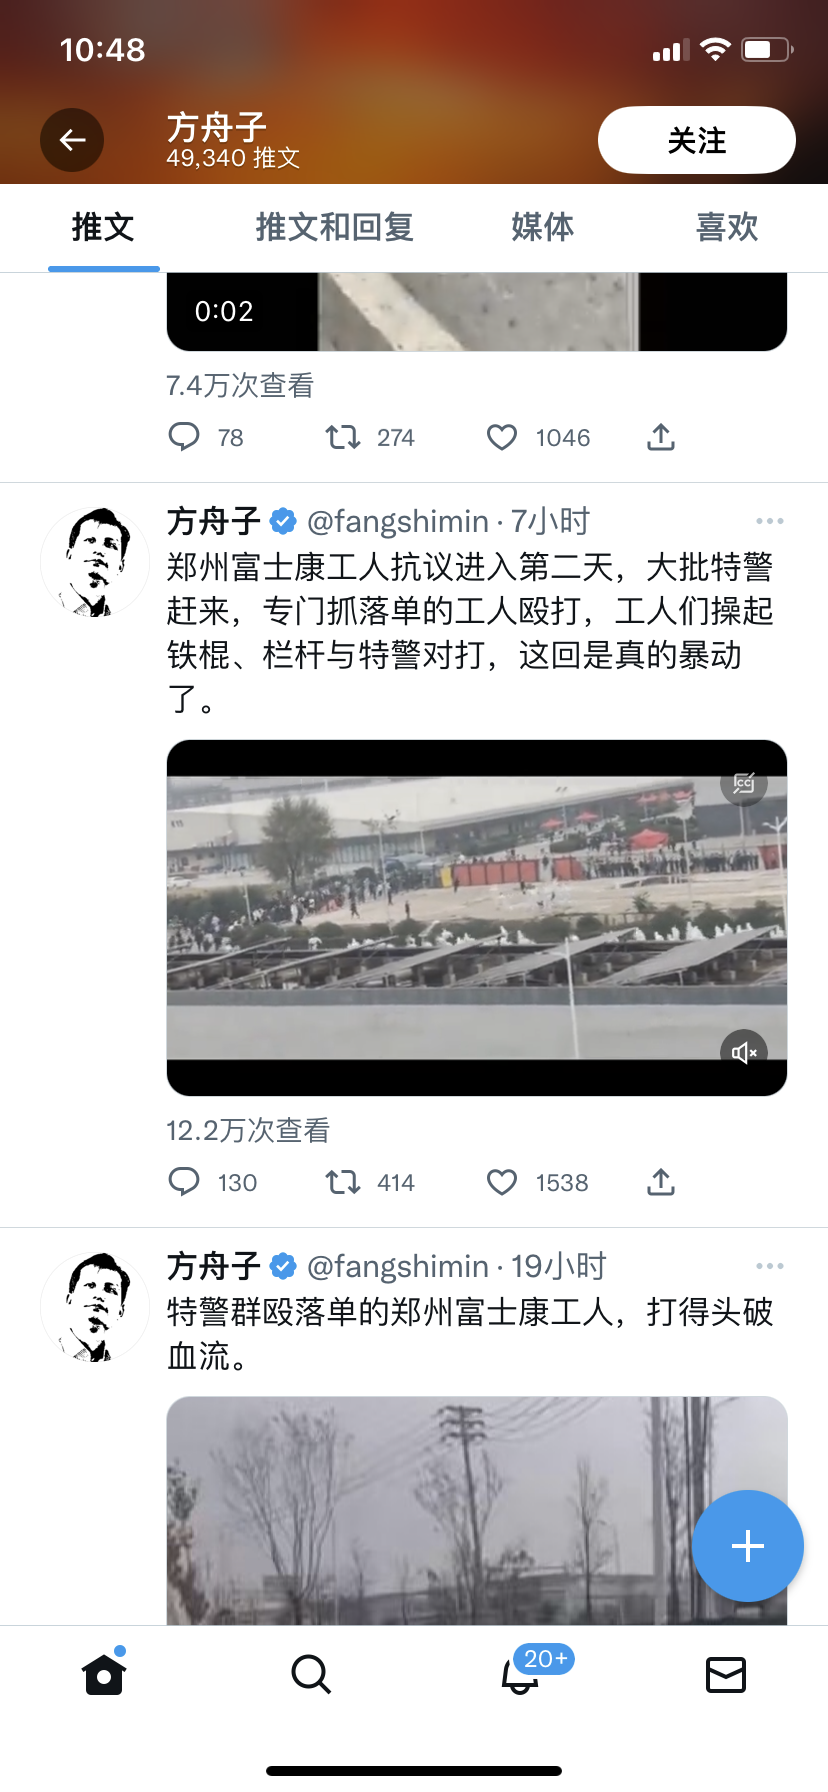 10:48
方舟子
49,340 推文
关注
推文 推文和回复 媒体 喜欢
0:02
7.4万次查看
78 274 1046
方舟子 @fangshimin · 7小时
郑州富士康工人抗议进入第二天，大批特警
赶来，专门抓落单的工人殴打，工人们操起
铁棍、栏杆与特警对打，这回是真的暴动
了。
CC
12.2万次查看
130 414 1538
方舟子 @fangshimin · 19小时
特警群殴落单的郑州富士康工人，打得头破
血流。
20+